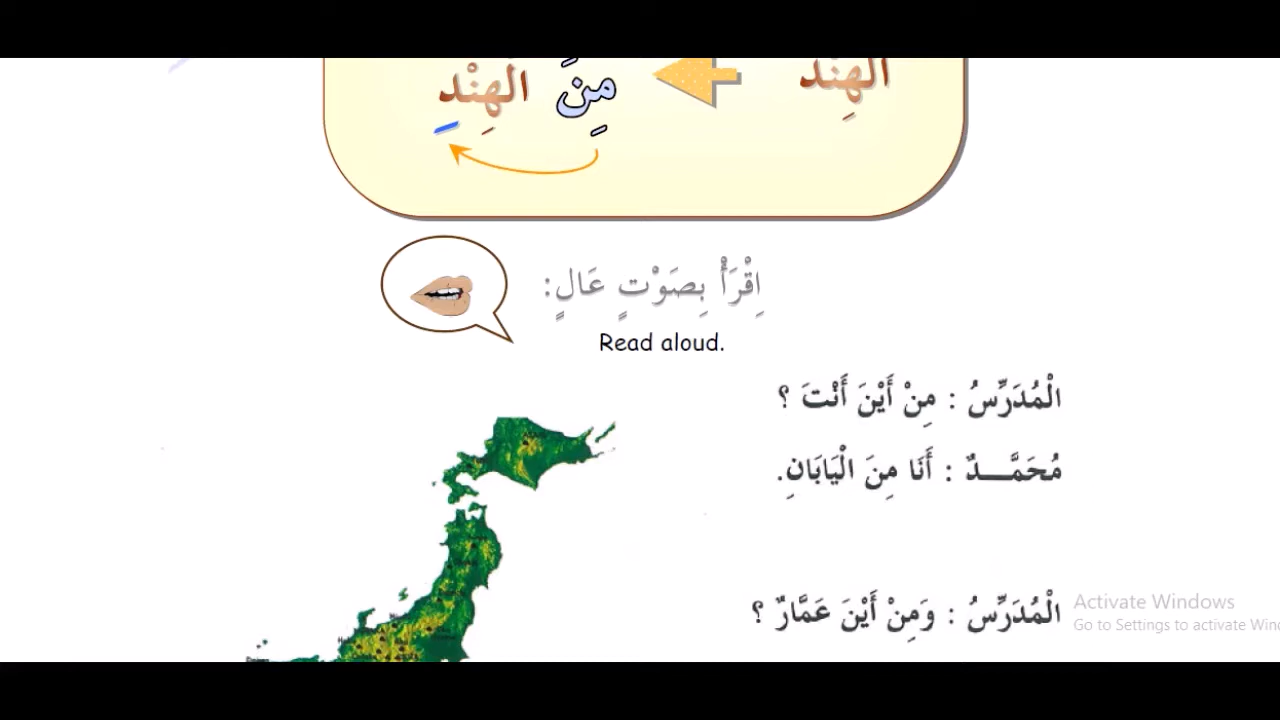 الْهِنْد
مِنَ الْهِنْدِ
اِقْرَأْ بِصَوْتٍ عَالٍ:
Read aloud.
الْمُدَرِّسُ : مِنْ أَيْنَ أَنْتَ ؟
مُحَمَّـــدٌ : أَنَا مِنَ الْيَابَانِ.
الْمُدَرِّسُ : وَمِنْ أَيْنَ عَمَّارٌ ؟
Activate Windows
Go to Settings to activate Win